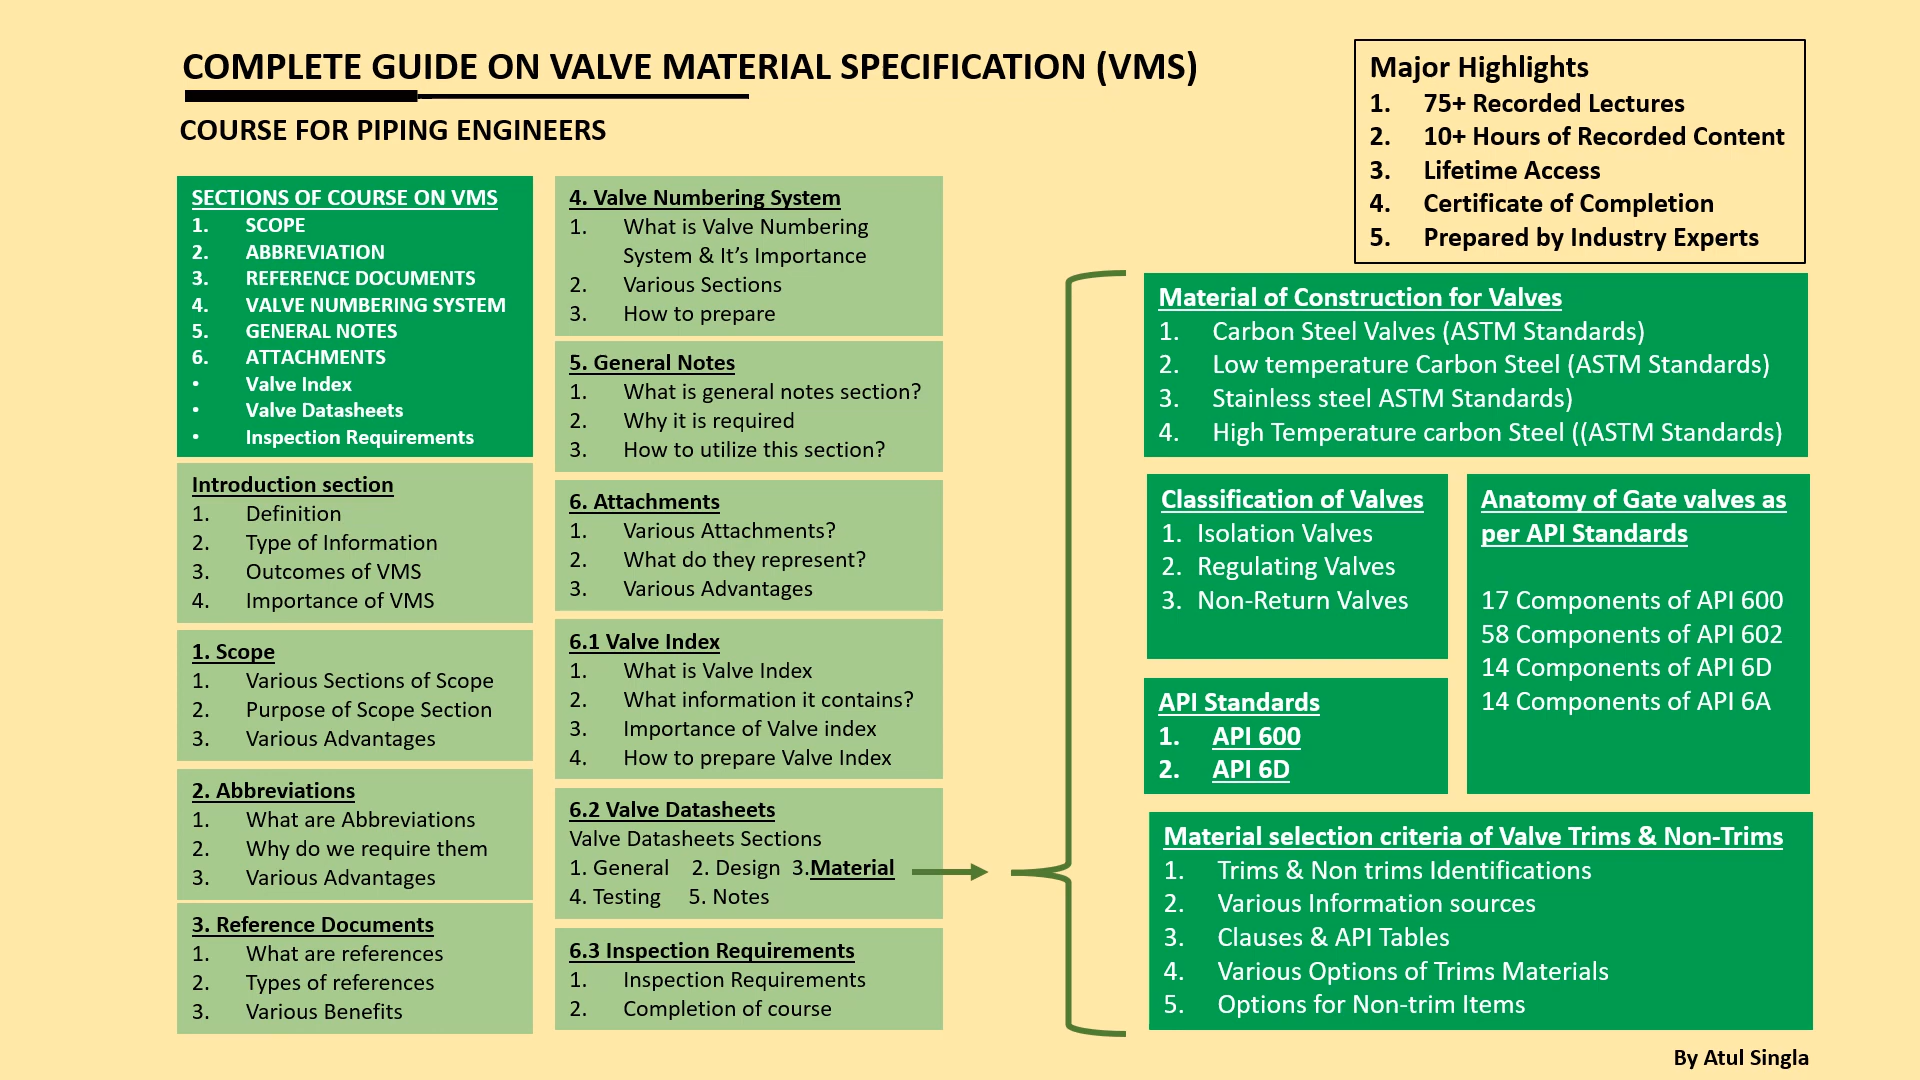 COMPLETE GUIDE ON VALVE MATERIAL SPECIFICATION (VMS)
COURSE FOR PIPING ENGINEERS
Major Highlights
1. 75+ Recorded Lectures
2. 10+ Hours of Recorded Content
3. Lifetime Access
4. Certificate of Completion
5. Prepared by Industry Experts
SECTIONS OF COURSE ON VMS
1. SCOPE
2. ABBREVIATION
3. REFERENCE DOCUMENTS
4. VALVE NUMBERING SYSTEM
5. GENERAL NOTES
6. ATTACHMENTS
• Valve Index
• Valve Datasheets
• Inspection Requirements
Introduction section
1. Definition
2. Type of Information
3. Outcomes of VMS
4. Importance of VMS
1. Scope
1. Various Sections of Scope
2. Purpose of Scope Section
3. Various Advantages
2. Abbreviations
1. What are Abbreviations
2. Why do we require them
3. Various Advantages
3. Reference Documents
1. What are references
2. Types of references
3. Various Benefits
4. Valve Numbering System
1. What is Valve Numbering
System & It’s Importance
2. Various Sections
3. How to prepare
5. General Notes
1. What is general notes section?
2. Why it is required
3. How to utilize this section?
6. Attachments
1. Various Attachments?
2. What do they represent?
3. Various Advantages
6.1 Valve Index
1. What is Valve Index
2. What information it contains?
3. Importance of Valve index
4. How to prepare Valve Index
6.2 Valve Datasheets
Valve Datasheets Sections
1. General 2. Design 3.Material
4. Testing 5. Notes
6.3 Inspection Requirements
1. Inspection Requirements
2. Completion of course
Material of Construction for Valves
1. Carbon Steel Valves (ASTM Standards)
2. Low temperature Carbon Steel (ASTM Standards)
3. Stainless steel ASTM Standards)
4. High Temperature carbon Steel ((ASTM Standards)
Classification of Valves
1. Isolation Valves
2. Regulating Valves
3. Non-Return Valves
API Standards
1. API 600
2. API 6D
Anatomy of Gate valves as
per API Standards
17 Components of API 600
58 Components of API 602
14 Components of API 6D
14 Components of API 6A
Material selection criteria of Valve Trims & Non-Trims
1. Trims & Non trims Identifications
2. Various Information sources
3. Clauses & API Tables
4. Various Options of Trims Materials
5. Options for Non-trim Items
By Atul Singla